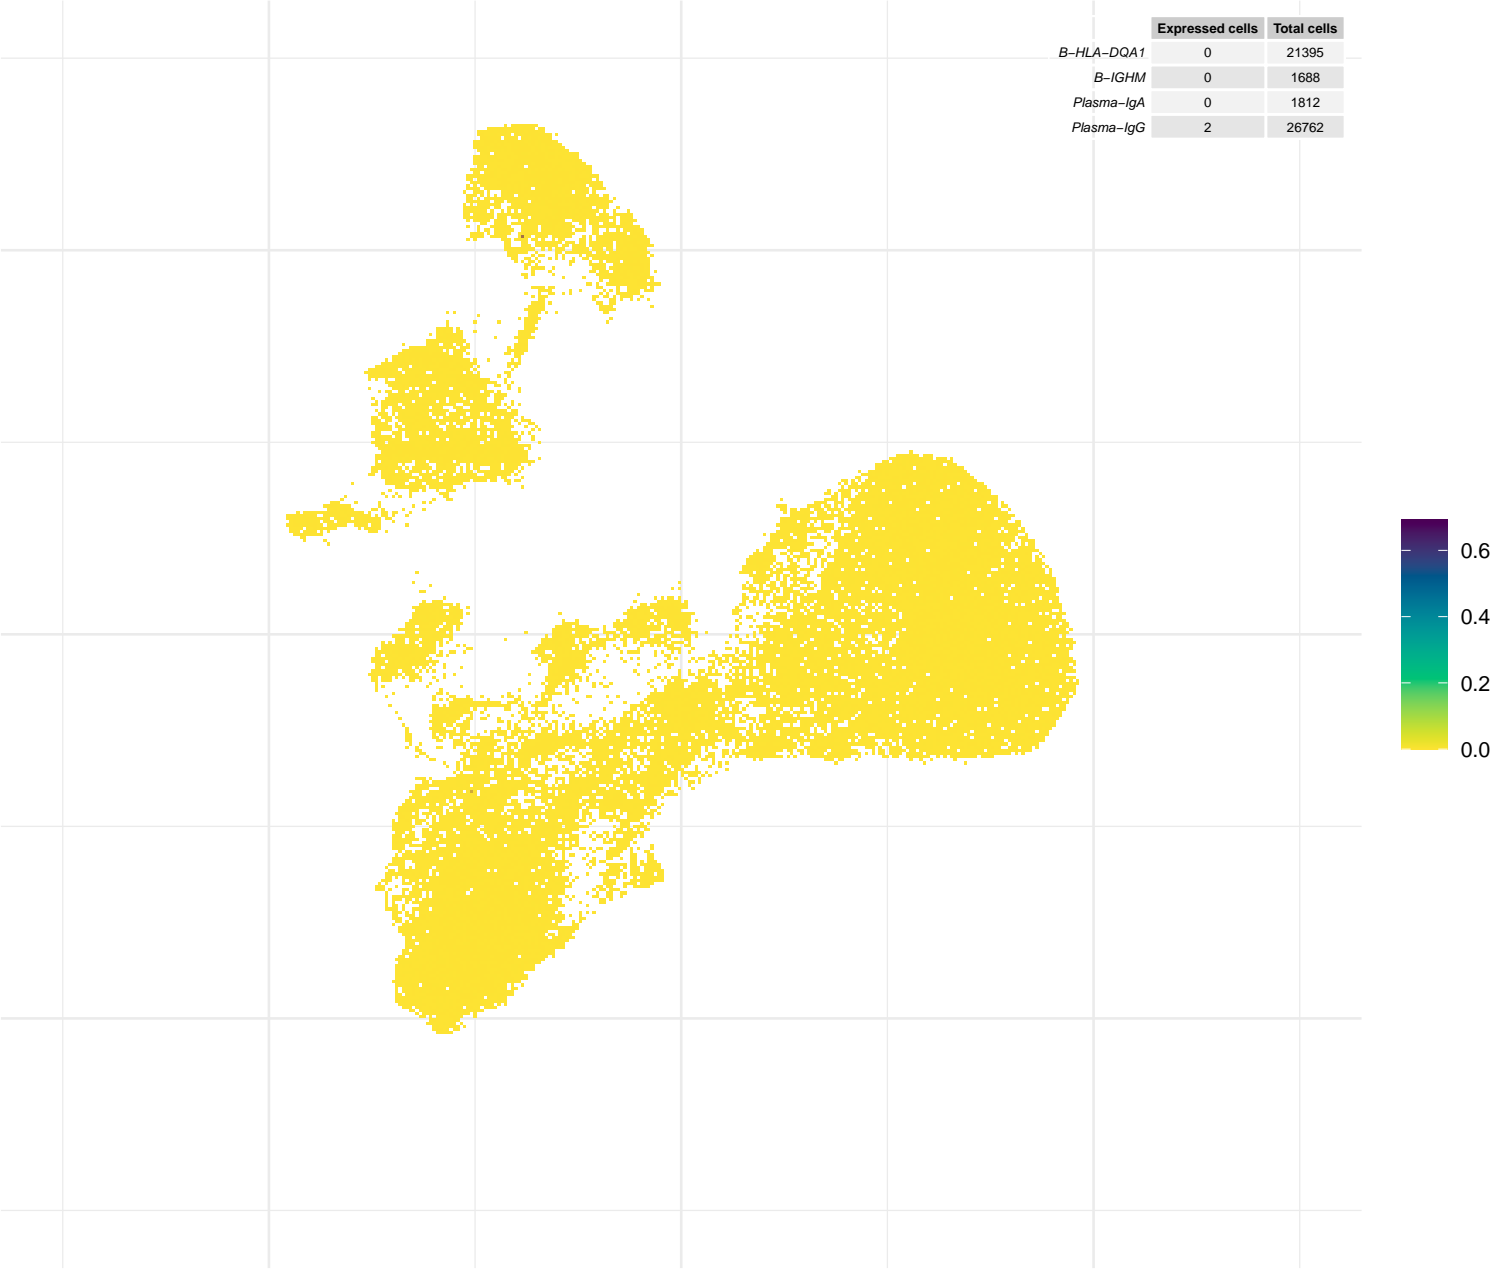 Expressed cells Total cells
B-HLA-DQA1 0 21395
B-IGHM 0 1688
Plasma-IgA 0 1812
Plasma-IgG 2 26762
0.6
0.4
0.2
0.0